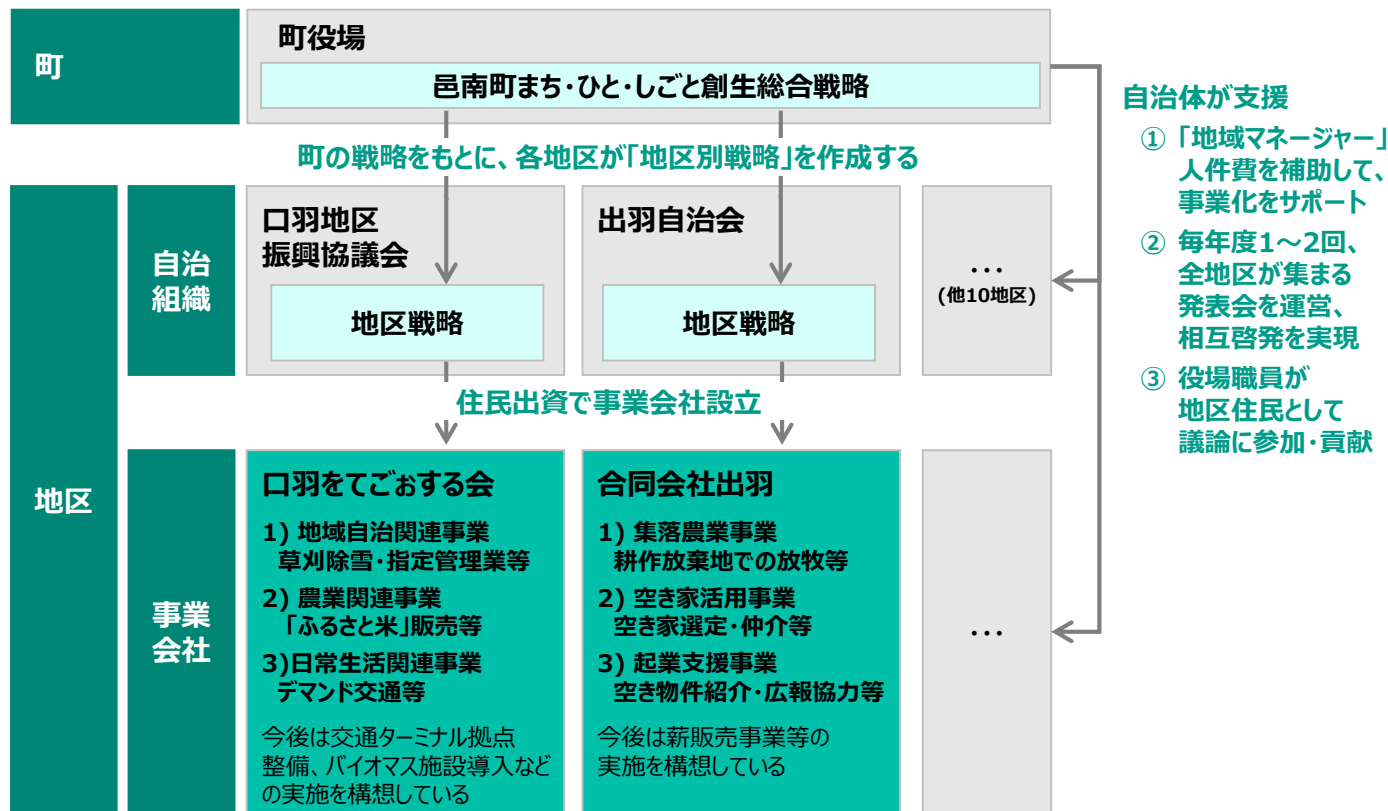 町
町役場
邑南町まち・ひと・しごと創生総合戦略
町の戦略をもとに、各地区が「地区別戦略」を作成する
自治体が支援
① 「地域マネージャー」
人件費を補助して、
事業化をサポート
② 毎年度1～2回、
全地区が集まる
発表会を運営、
相互啓発を実現
③ 役場職員が
地区住民として
議論に参加・貢献
地区
自治
組織
口羽地区
振興協議会
地区戦略
出羽自治会
地区戦略
…
(他10地区)
住民出資で事業会社設立
事業
会社
口羽をてごぉする会
1) 地域自治関連事業
草刈除雪・指定管理業等
2) 農業関連事業
「ふるさと米」販売等
3)日常生活関連事業
デマンド交通等
今後は交通ターミナル拠点
整備、バイオマス施設導入など
の実施を構想している
合同会社出羽
1) 集落農業事業
耕作放棄地での放牧等
2) 空き家活用事業
空き家選定・仲介等
3) 起業支援事業
空き物件紹介・広報協力等
今後は薪販売事業等の
実施を構想している
…